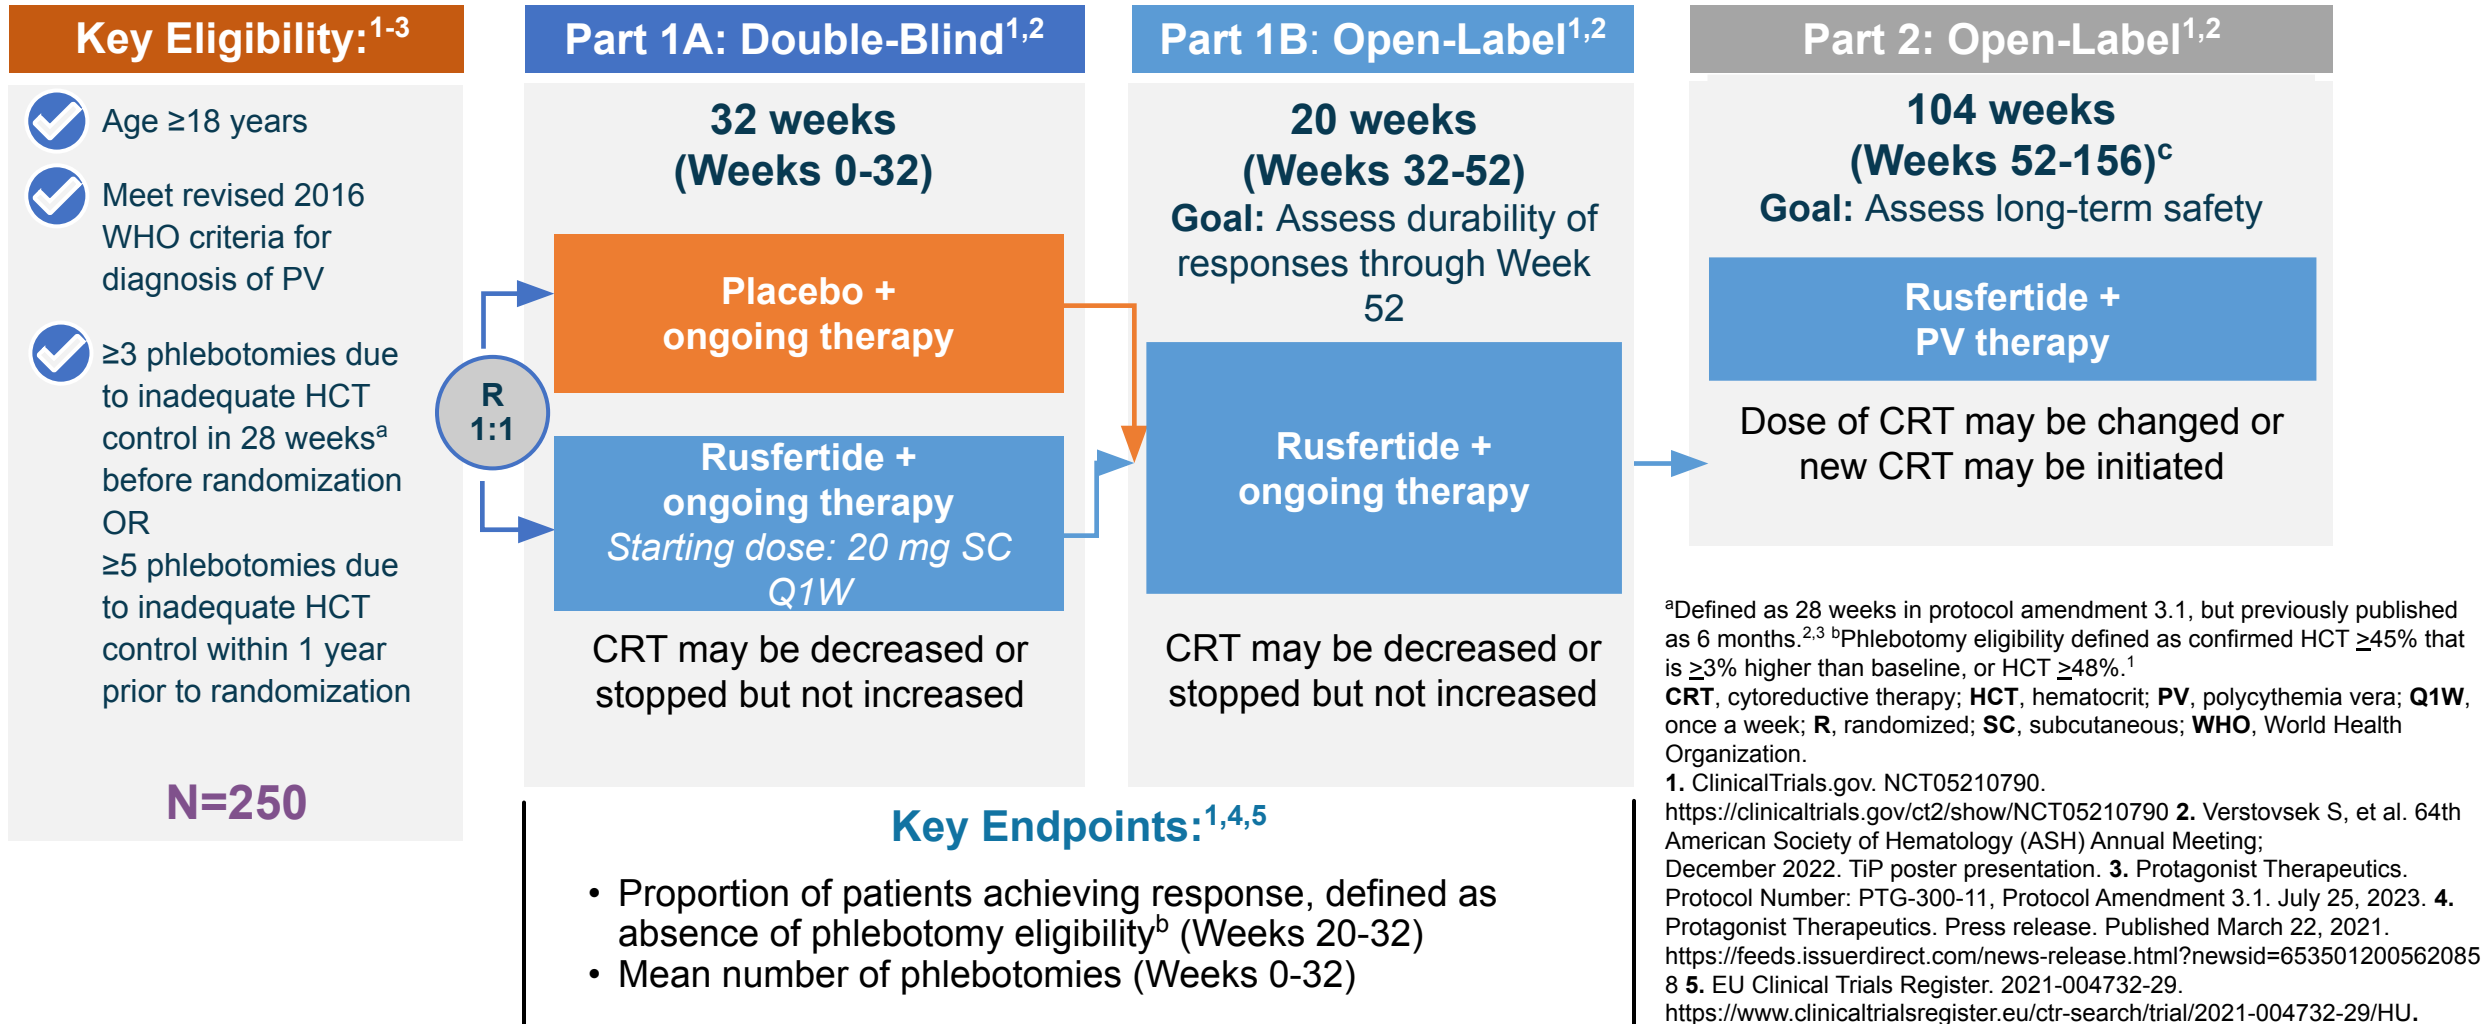 Key Eligibility:1-3
Age ≥18 years
Meet revised 2016
WHO criteria for
diagnosis of PV
≥3 phlebotomies due
to inadequate HCT
control in 28 weeksa
before randomization
OR
≥5 phlebotomies due
to inadequate HCT
control within 1 year
prior to randomization
N=250
R
1:1
Part 1A: Double-Blind1,2
32 weeks
(Weeks 0-32)
Placebo +
ongoing therapy
Rusfertide +
ongoing therapy
Starting dose: 20 mg SC
Q1W
CRT may be decreased or
stopped but not increased
Part 1B: Open-Label1,2
20 weeks
(Weeks 32-52)
Goal: Assess durability of
responses through Week
52
Rusfertide +
ongoing therapy
CRT may be decreased or
stopped but not increased
Part 2: Open-Label1,2
104 weeks
(Weeks 52-156)c
Goal: Assess long-term safety
Rusfertide +
PV therapy
Dose of CRT may be changed or
new CRT may be initiated
Key Endpoints:1,4,5
• Proportion of patients achieving response, defined as
absence of phlebotomy eligibilityb (Weeks 20-32)
• Mean number of phlebotomies (Weeks 0-32)
aDefined as 28 weeks in protocol amendment 3.1, but previously published
as 6 months.2,3 bPhlebotomy eligibility defined as confirmed HCT ≥45% that
is ≥3% higher than baseline, or HCT ≥48%.1
CRT, cytoreductive therapy; HCT, hematocrit; PV, polycythemia vera; Q1W,
once a week; R, randomized; SC, subcutaneous; WHO, World Health
Organization.
1. ClinicalTrials.gov. NCT05210790.
https://clinicaltrials.gov/ct2/show/NCT05210790 2. Verstovsek S, et al. 64th
American Society of Hematology (ASH) Annual Meeting;
December 2022. TiP poster presentation. 3. Protagonist Therapeutics.
Protocol Number: PTG-300-11, Protocol Amendment 3.1. July 25, 2023. 4.
Protagonist Therapeutics. Press release. Published March 22, 2021.
https://feeds.issuerdirect.com/news-release.html?newsid=653501200562085
8 5. EU Clinical Trials Register. 2021-004732-29.
https://www.clinicaltrialsregister.eu/ctr-search/trial/2021-004732-29/HU.